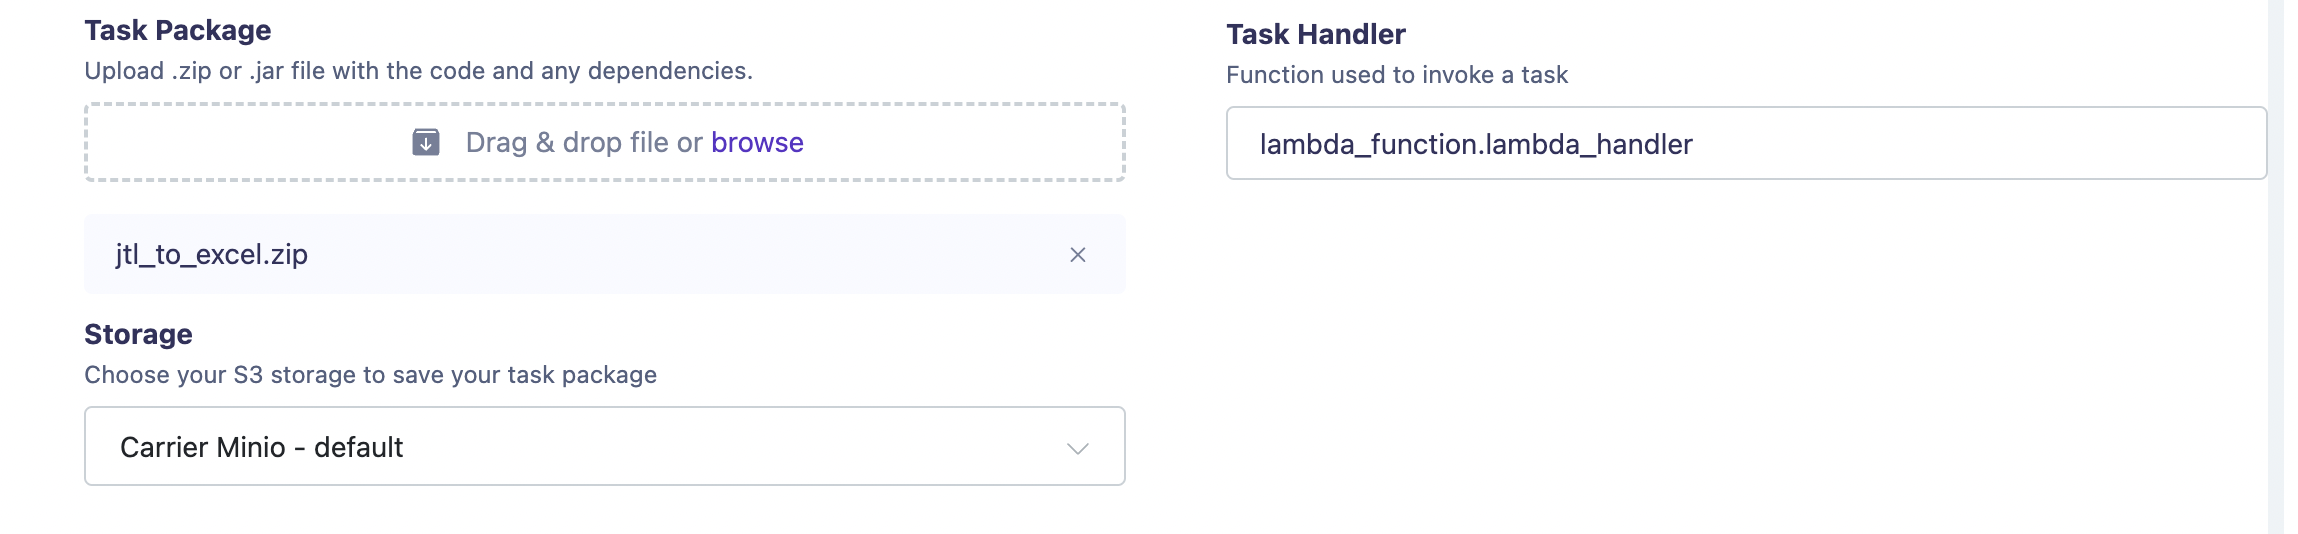 Task Package
Upload .zip or .jar file with the code and any dependencies.
Drag & drop file or browse
jtl_to_excel.zip
Storage
Choose your S3 storage to save your task package
Carrier Minio - default
Task Handler
Function used to invoke a task
lambda_function.lambda_handler